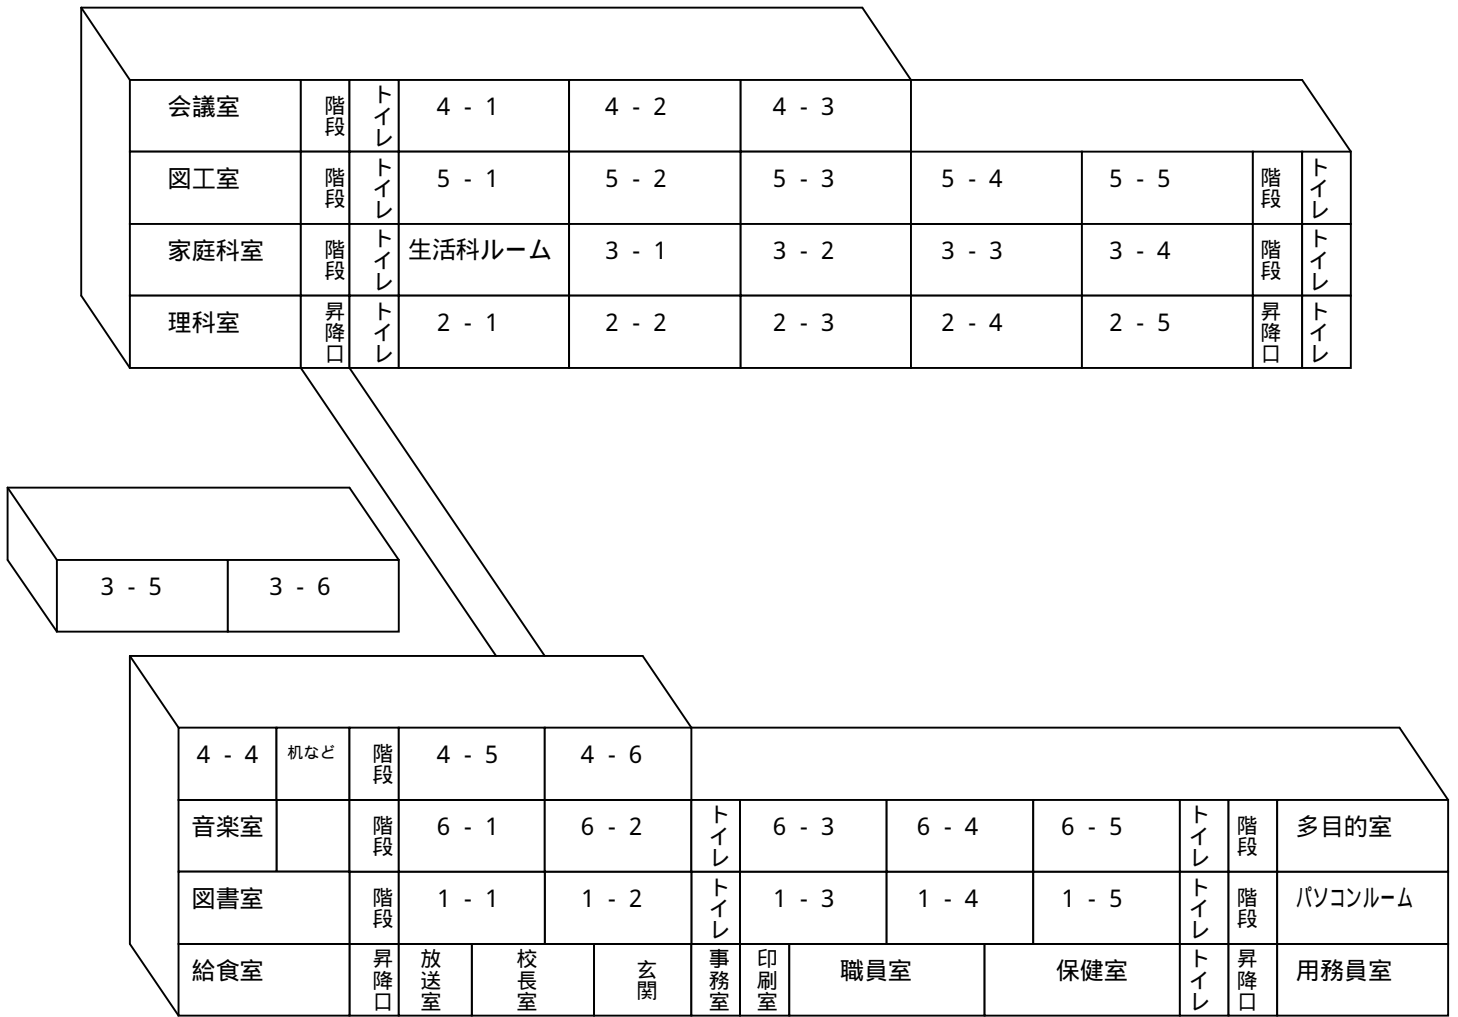 会議室 階段 トイレ 4 - 1 4 - 2 4 - 3
図工室 階段 トイレ 5 - 1 5 - 2 5 - 3 5 - 4 5 - 5 階段 トイレ
家庭科室 階段 トイレ 生活科ルーム 3 - 1 3 - 2 3 - 3 3 - 4 階段 トイレ
理科室 昇降口 トイレ 2 - 1 2 - 2 2 - 3 2 - 4 2 - 5 昇降口 トイレ
3 - 5 3 - 6
4 - 4 机など 階段 4 - 5 4 - 6
音楽室 階段 6 - 1 6 - 2 トイレ 6 - 3 6 - 4 6 - 5 トイレ 階段 多目的室
図書室 階段 1 - 1 1 - 2 トイレ 1 - 3 1 - 4 1 - 5 トイレ 階段 パソコンルーム
給食室 昇降口 放送室 校長室 玄関 事務室 印刷室 職員室 保健室 トイレ 昇降口 用務員室